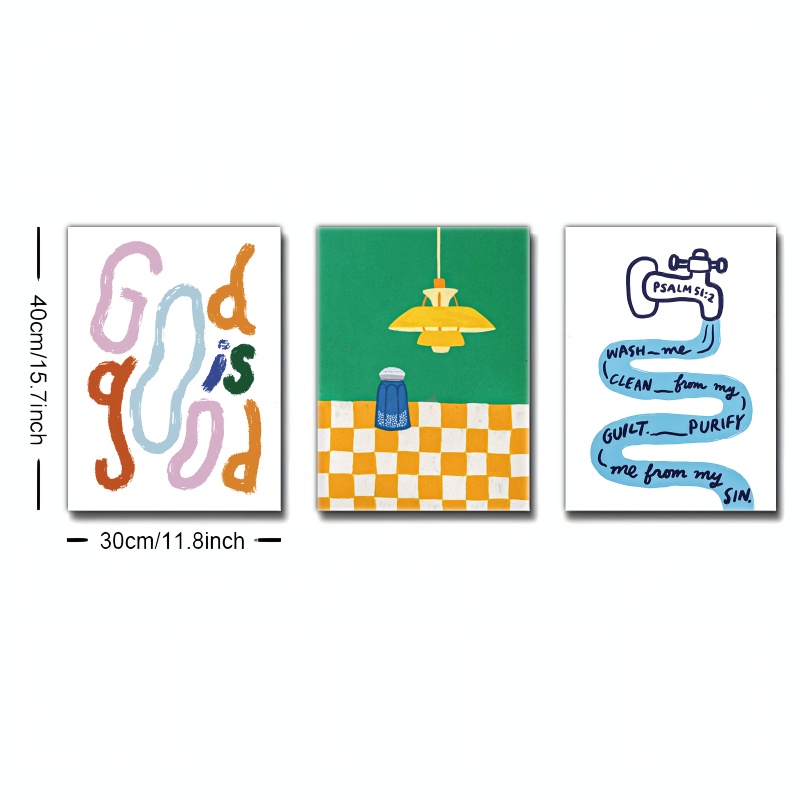 God
is
good
PSALM 51:2
WASH me
CLEAN from my
GUILT. PURIFY
me from my
SIN.
40cm/15.7inch
30cm/11.8inch